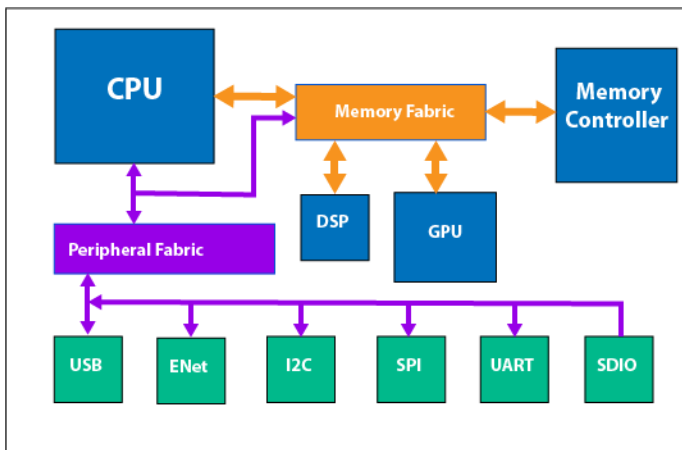 CPU
Memory Fabric
Memory
Controller
DSP
GPU
Peripheral Fabric
USB
ENet
I2C
SPI
UART
SDIO